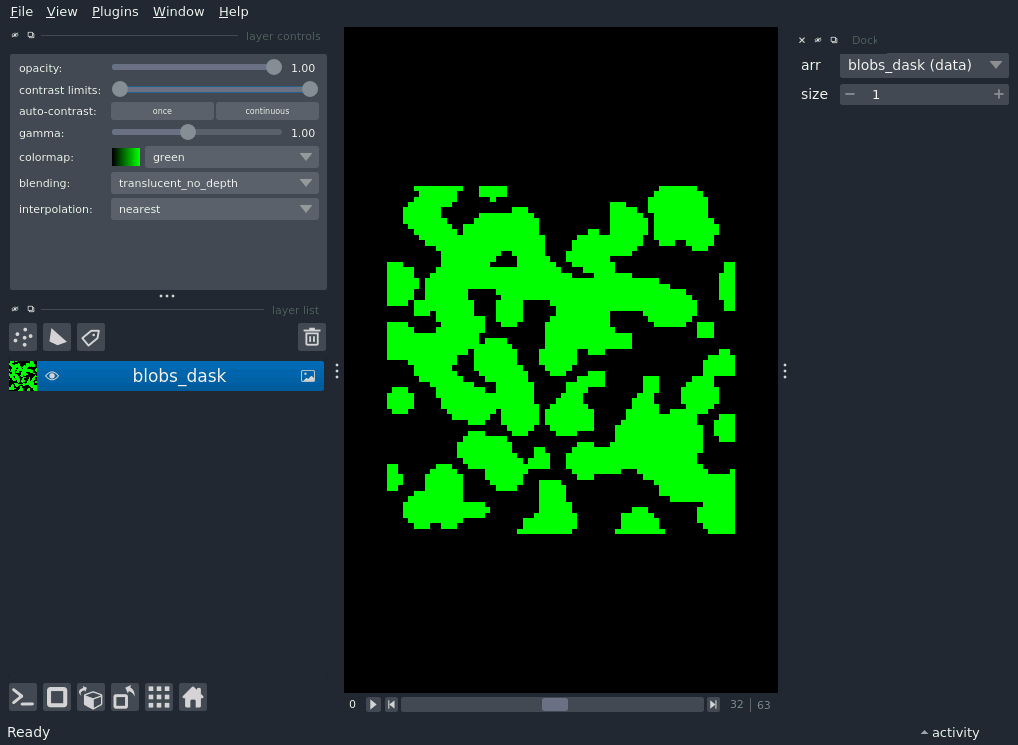 File View Plugins Window Help
layer controls
opacity: 1.00
contrast limits:
auto-contrast: once continuous
gamma: 1.00
colormap: green
blending: translucent_no_depth
interpolation: nearest
layer list
blobs_dask
0 32 63
Ready
activity
Dock
arr blobs_dask (data)
size 1